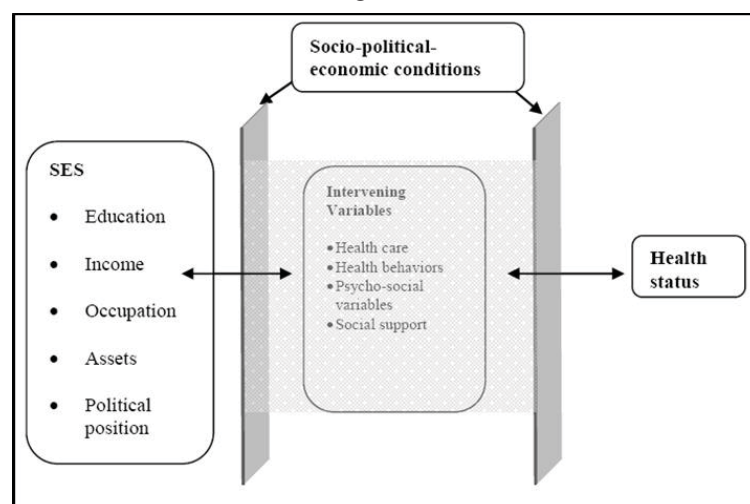 Socio-political-
economic conditions
SES
• Education
• Income
• Occupation
• Assets
• Political
position
Intervening
Variables
• Health care
• Health behaviors
• Psycho-social
variables
• Social support
Health
status